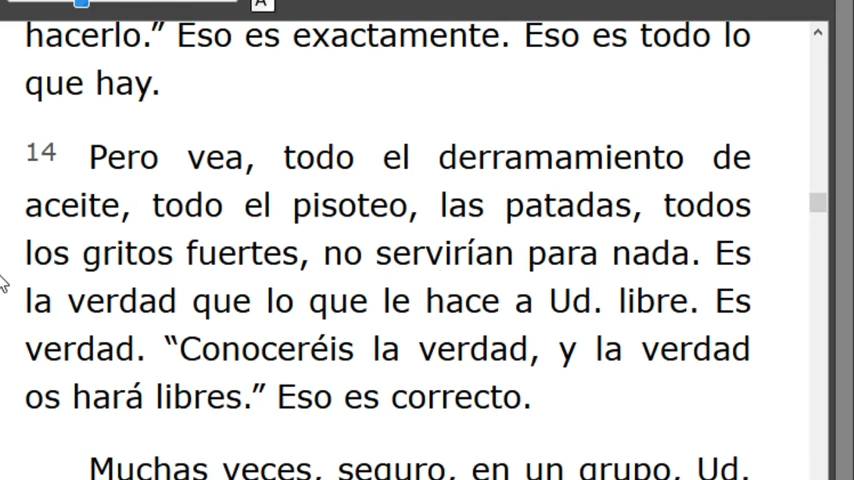 A
hacerlo.” Eso es exactamente. Eso es todo lo
que hay.
14 Pero vea, todo el derramamiento de
aceite, todo el pisoteo, las patadas, todos
los gritos fuertes, no servirían para nada. Es
la verdad que lo que le hace a Ud. libre. Es
verdad. “Conoceréis la verdad, y la verdad
os hará libres.” Eso es correcto.
Muchas veces, seguro, en un grupo, Ud.